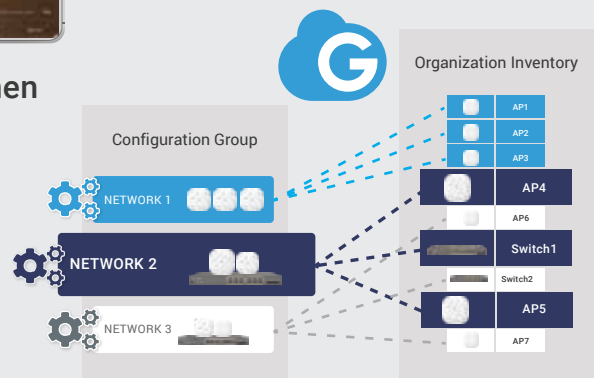 Organization Inventory
Configuration Group
NETWORK 1
NETWORK 2
NETWORK 3
G
AP1
AP2
AP3
AP4
AP6
Switch1
Switch2
AP5
AP7